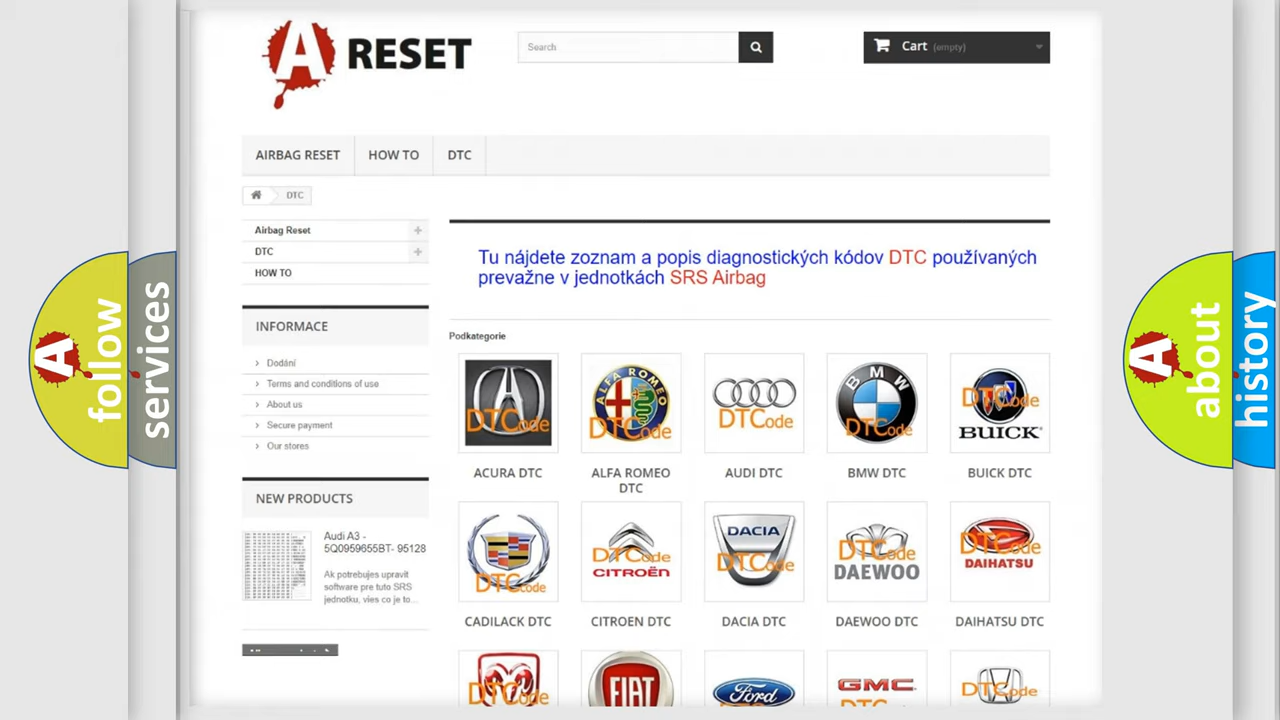 A RESET
Search
Cart (empty)
AIRBAG RESET
HOW TO
DTC
DTC
Airbag Reset
DTC
HOW TO
Tu nájdete zoznam a popis diagnostických kódov DTC používaných
prevažne v jednotkách SRS Airbag
INFORMACE
Dodání
Terms and conditions of use
About us
Secure payment
Our stores
Podkategorie
DTCode
ALFA ROMEO
DTCode
DTCode
BMW
DTCode
DTCode
BUICK
ACURA DTC
ALFA ROMEO
DTC
AUDI DTC
BMW DTC
BUICK DTC
NEW PRODUCTS
Audi A3 -
5Q0959655BT- 95128
Ak potrebujes upravit
software pre tuto SRS
jednotku, vies co je to...
DTCode
DTCode
CITROËN
DACIA
DTCode
DTCode
DAEWOO
DTCode
DAIHATSU
CADILACK DTC
CITROEN DTC
DACIA DTC
DAEWOO DTC
DAIHATSU DTC
DTCode
FIAT
Ford
GMC
DTCode
A follow
services
A about
history